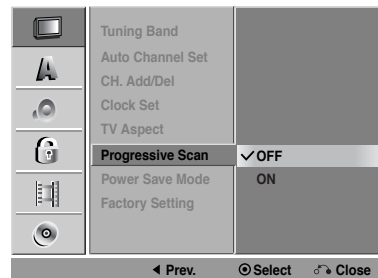 Tuning Band
Auto Channel Set
CH. Add/Del
Clock Set
TV Aspect
Progressive Scan ✓OFF
Power Save Mode ON
Factory Setting
◀ Prev. ⦿ Select Close